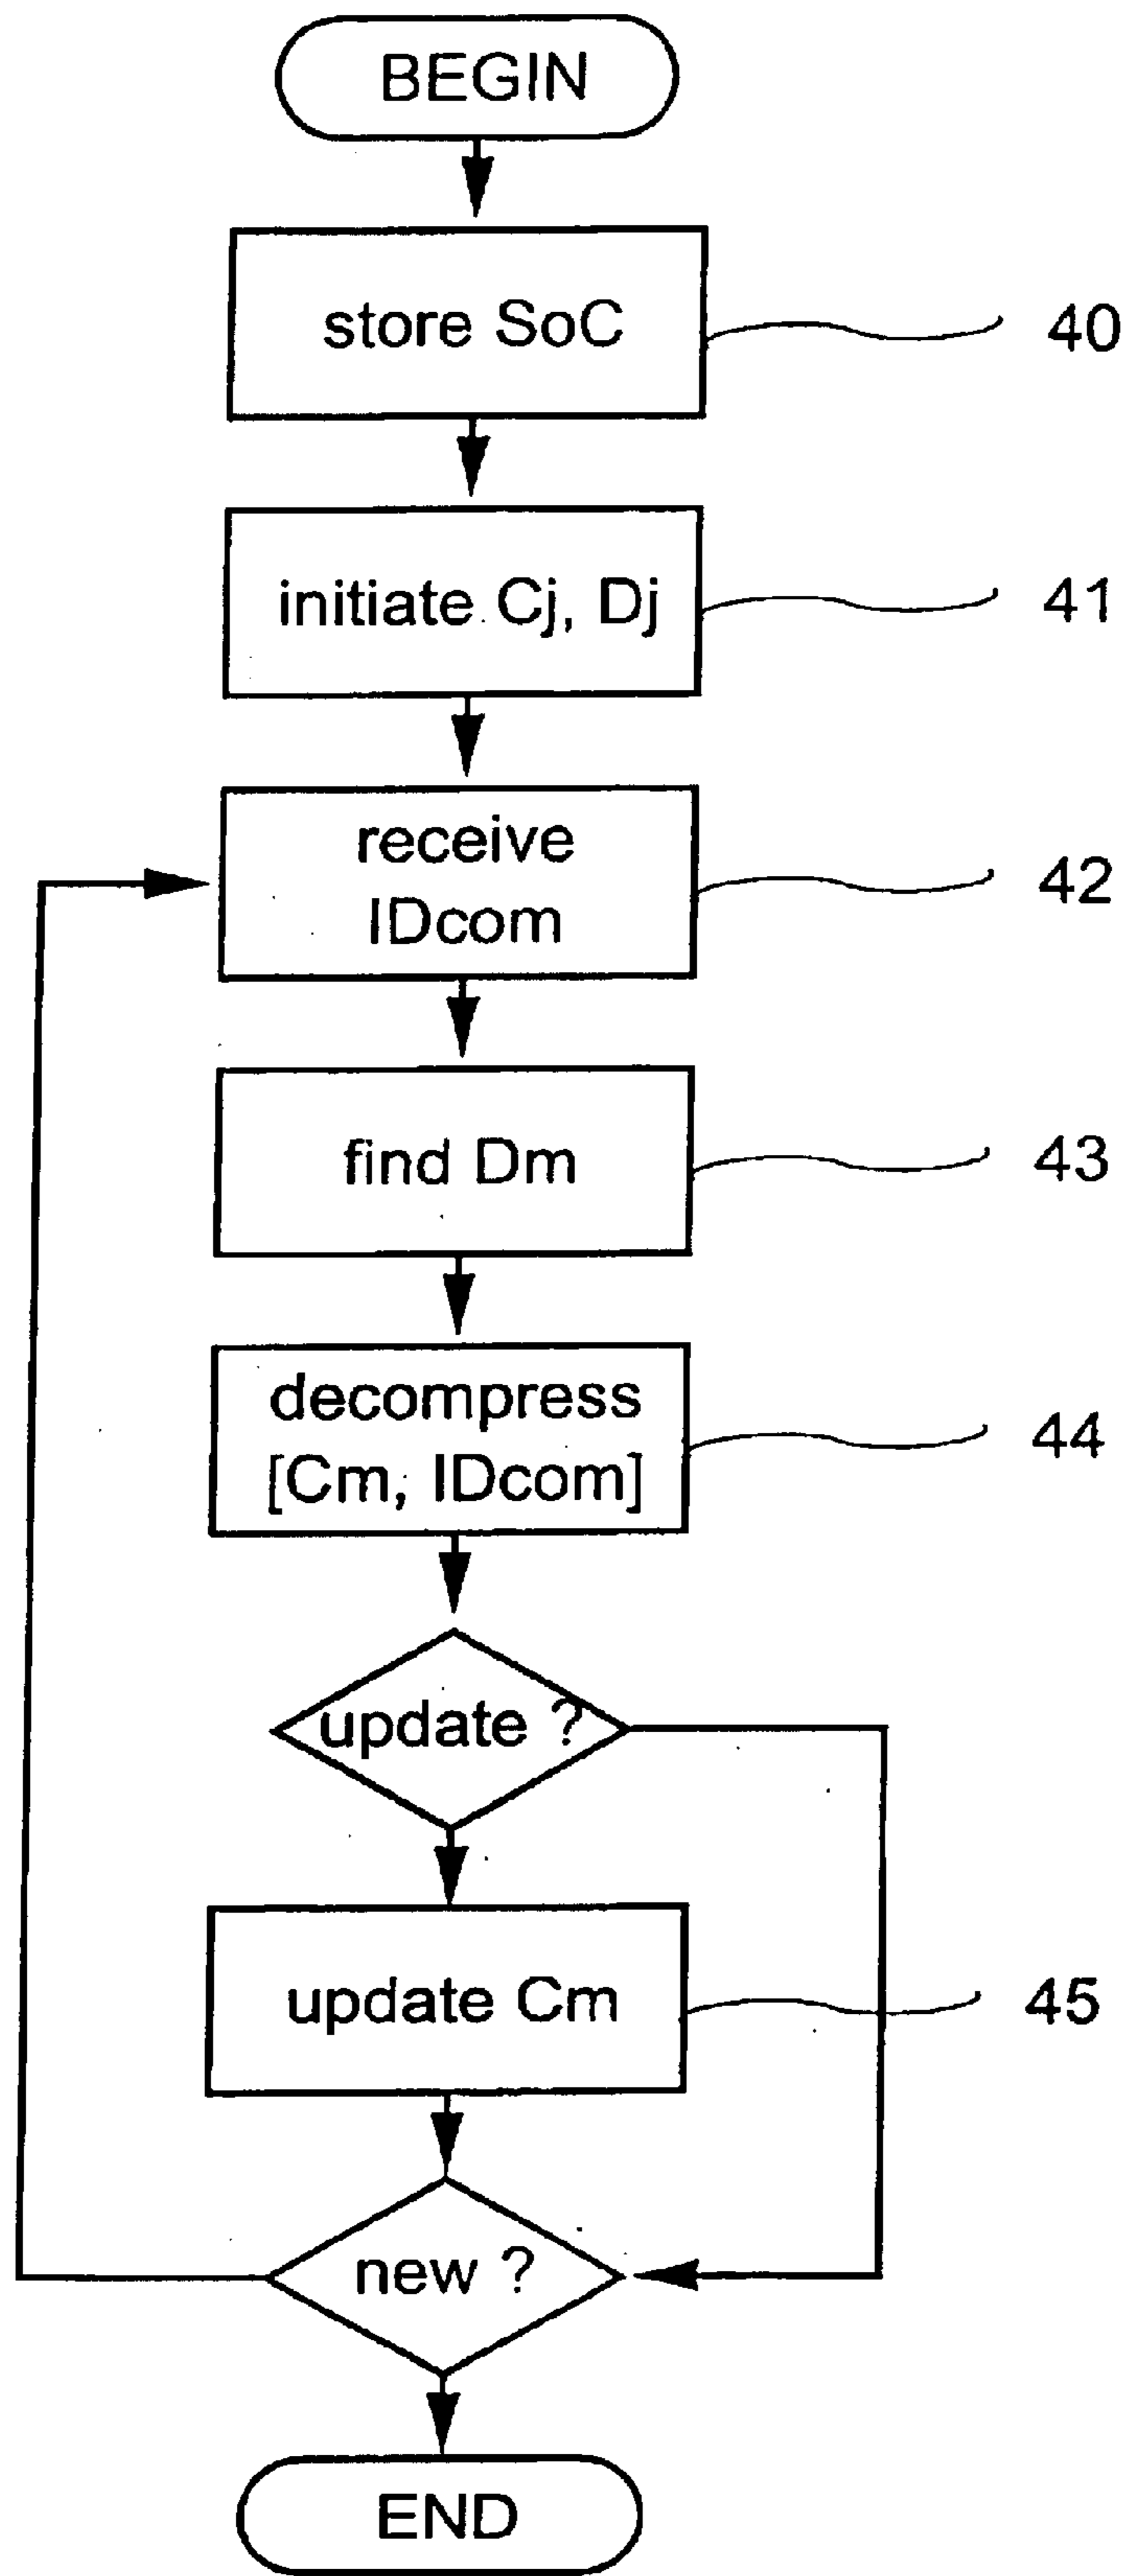 BEGIN
store SoC
40
initiate Cj, Dj
41
receive
IDcom
42
find Dm
43
decompress
[Cm, IDcom]
44
update ?
update Cm
45
new ?
END